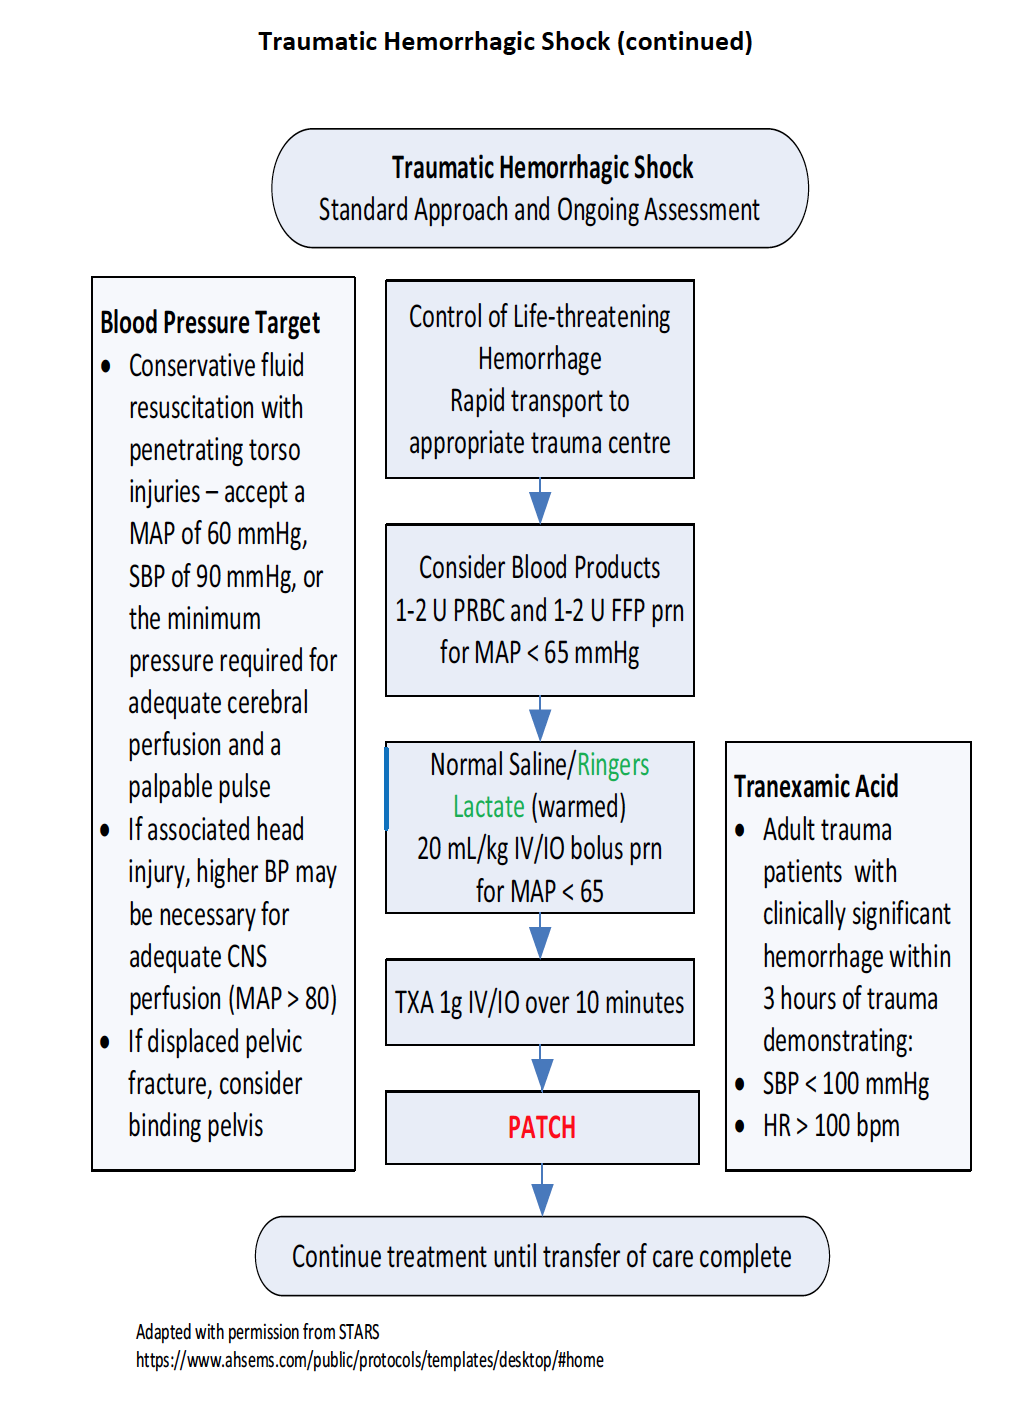 Traumatic Hemorrhagic Shock (continued)
Traumatic Hemorrhagic Shock
Standard Approach and Ongoing Assessment
Blood Pressure Target
• Conservative fluid
resuscitation with
penetrating torso
injuries – accept a
MAP of 60 mmHg,
SBP of 90 mmHg, or
the minimum
pressure required for
adequate cerebral
perfusion and a
palpable pulse
• If associated head
injury, higher BP may
be necessary for
adequate CNS
perfusion (MAP > 80)
• If displaced pelvic
fracture, consider
binding pelvis
Control of Life-threatening
Hemorrhage
Rapid transport to
appropriate trauma centre
Consider Blood Products
1-2 U PRBC and 1-2 U FFP prn
for MAP < 65 mmHg
Normal Saline/Ringers
Lactate (warmed)
20 mL/kg IV/IO bolus prn
for MAP < 65
TXA 1g IV/IO over 10 minutes
PATCH
Tranexamic Acid
• Adult trauma
patients with
clinically significant
hemorrhage within
3 hours of trauma
demonstrating:
• SBP < 100 mmHg
• HR > 100 bpm
Continue treatment until transfer of care complete
Adapted with permission from STARS
https://www.ahsems.com/public/protocols/templates/desktop/#home